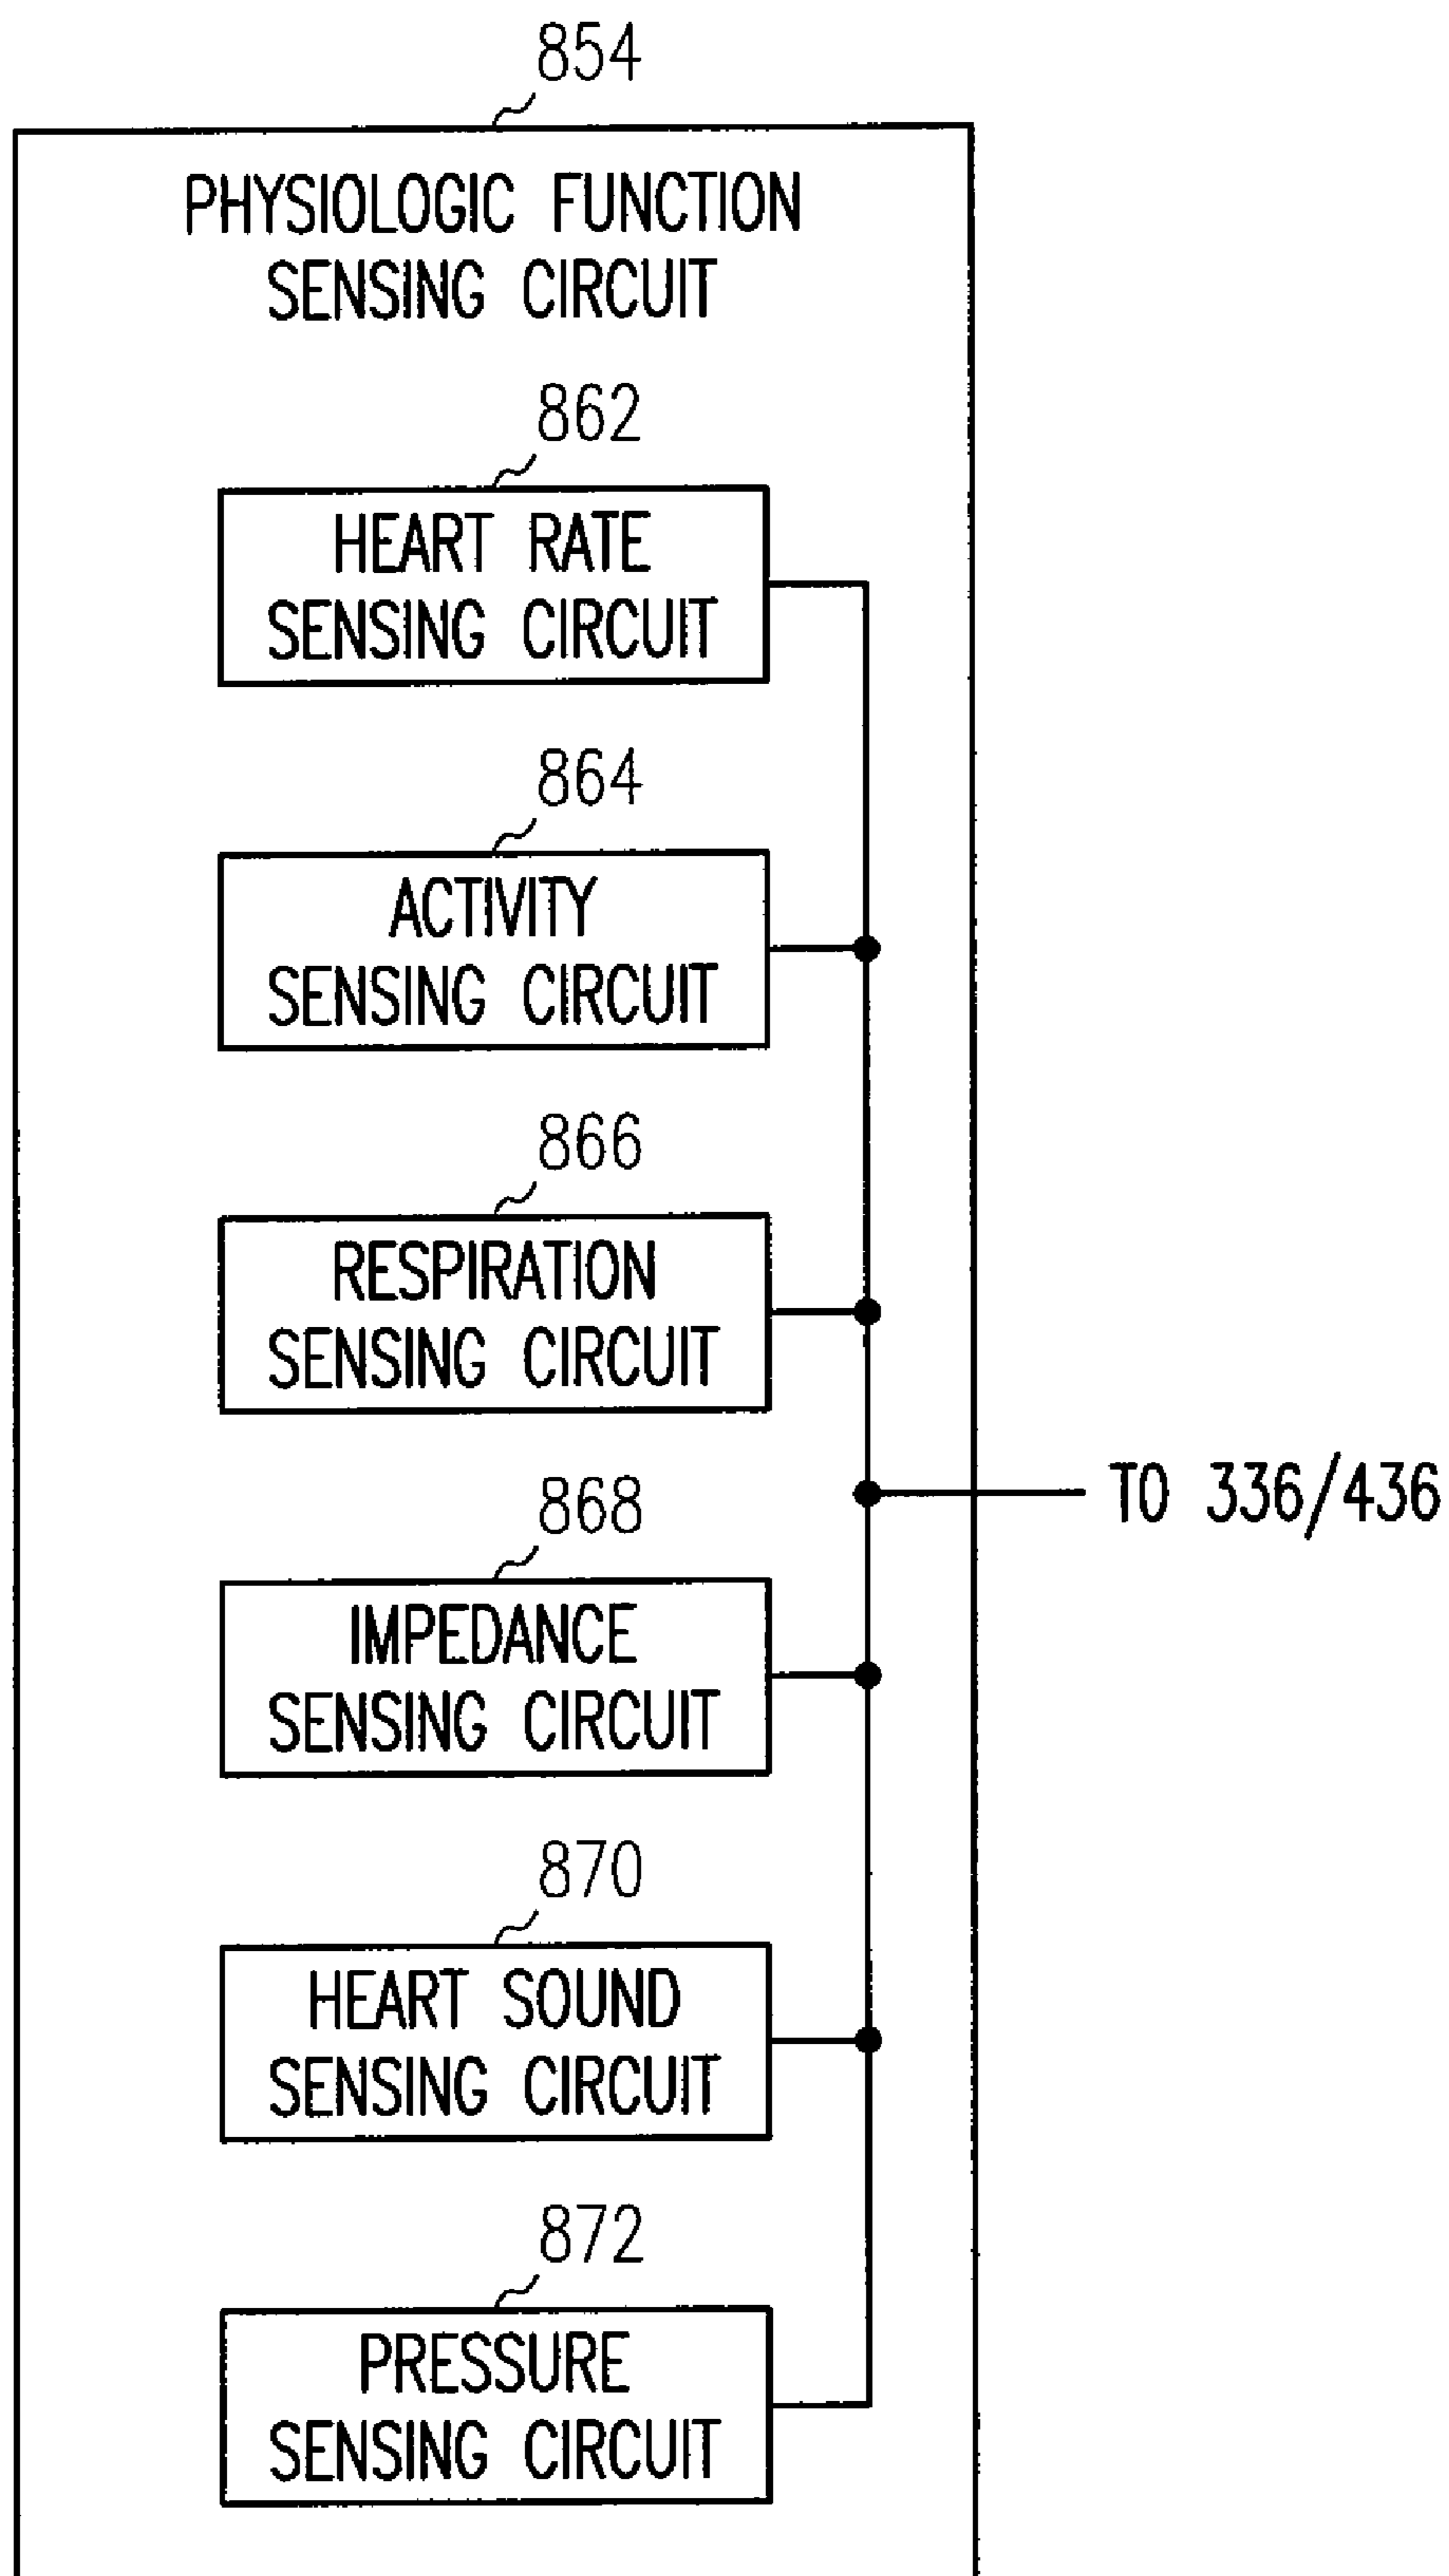 854
PHYSIOLOGIC FUNCTION
SENSING CIRCUIT
862
HEART RATE
SENSING CIRCUIT
864
ACTIVITY
SENSING CIRCUIT
866
RESPIRATION
SENSING CIRCUIT
TO 336/436
868
IMPEDANCE
SENSING CIRCUIT
870
HEART SOUND
SENSING CIRCUIT
872
PRESSURE
SENSING CIRCUIT